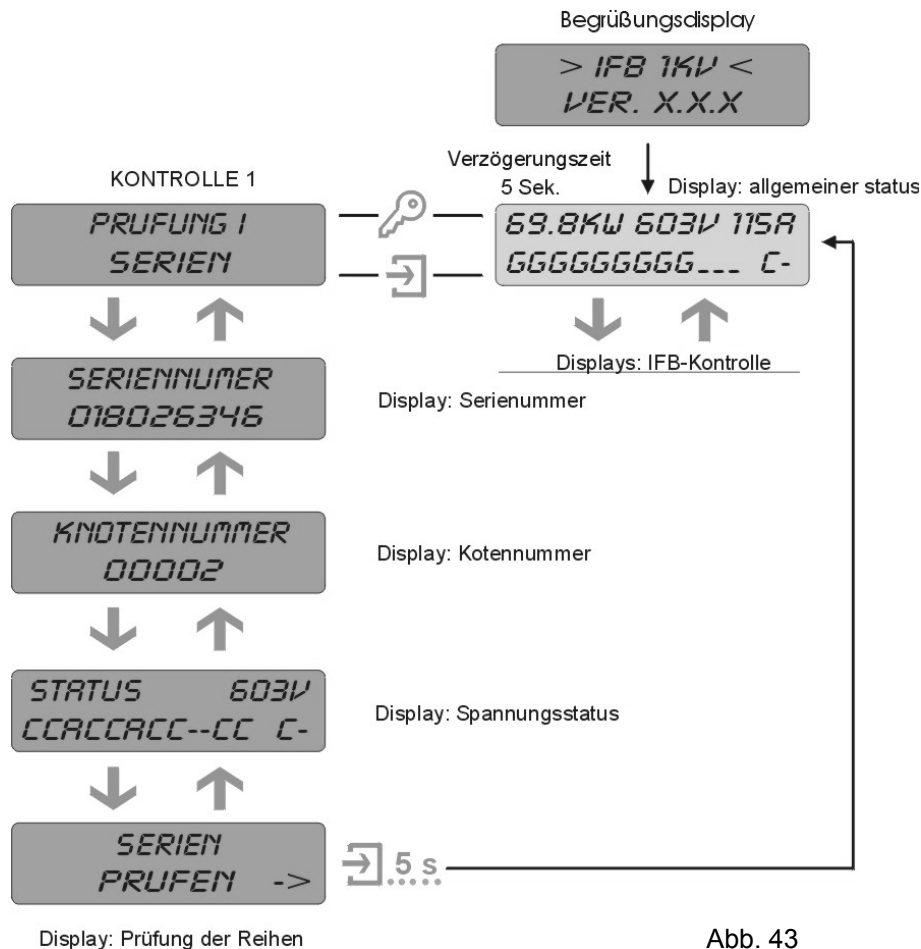 Begrüßungsdisplay
> IFB 1KV <
VER. X.X.X
Verzögerungszeit
5 Sek.
Display: allgemeiner status
KONTROLLE 1
PRUFUNG 1
SERIEN
69.8KW 603V 115A
GGGGGGGGG___ C-
Displays: IFB-Kontrolle
SERIENNUMER
018026346
Display: Serienummer
KNOTENNUMMER
00002
Display: Kotennummer
STATUS 603V
CCACCACC--CC C-
Display: Spannungsstatus
SERIEN
PRUFEN ->
5 s
Display: Prüfung der Reihen
Abb. 43